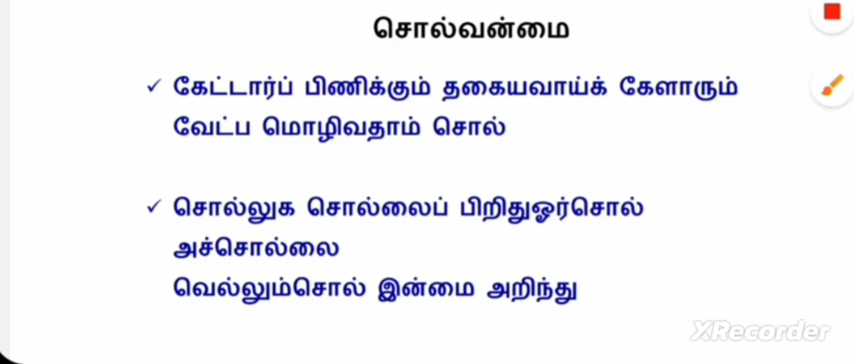 சொல்வன்மை
✓ கேட்டார்ப் பிணிக்கும் தகையவாய்க் கேளாரும்
வேட்ப மொழிவதாம் சொல்
✓ சொல்லுக சொல்லைப் பிறிதுஓர்சொல்
அச்சொல்லை
வெல்லும்சொல் இன்மை அறிந்து
XRecorder